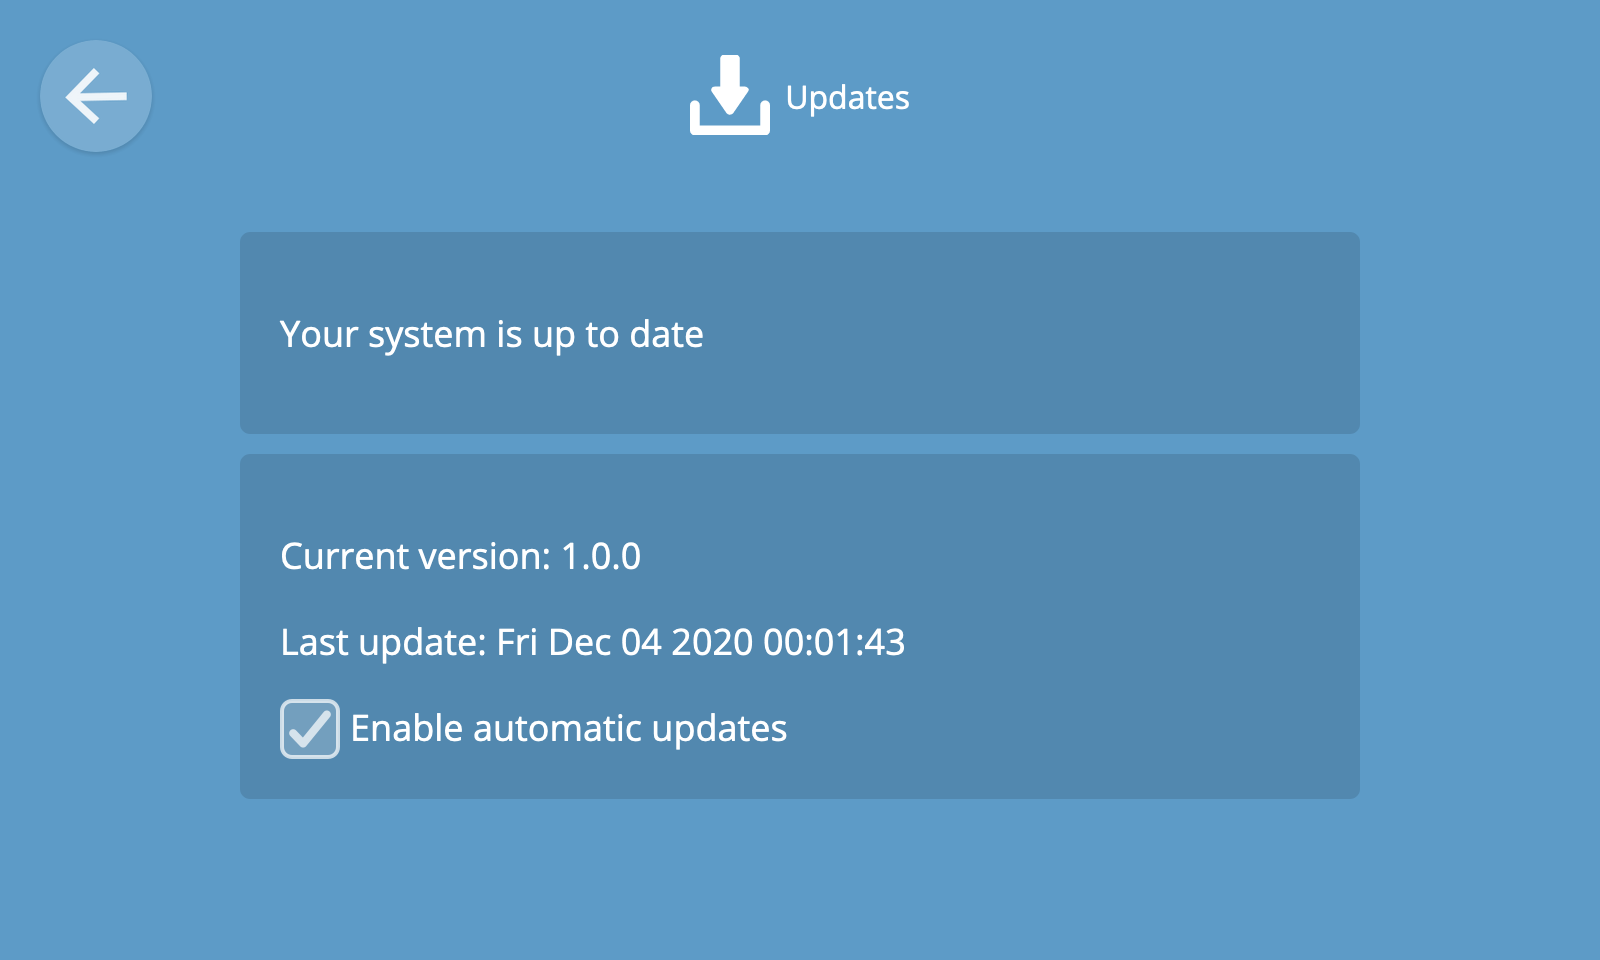 Updates
Your system is up to date
Current version: 1.0.0
Last update: Fri Dec 04 2020 00:01:43
Enable automatic updates